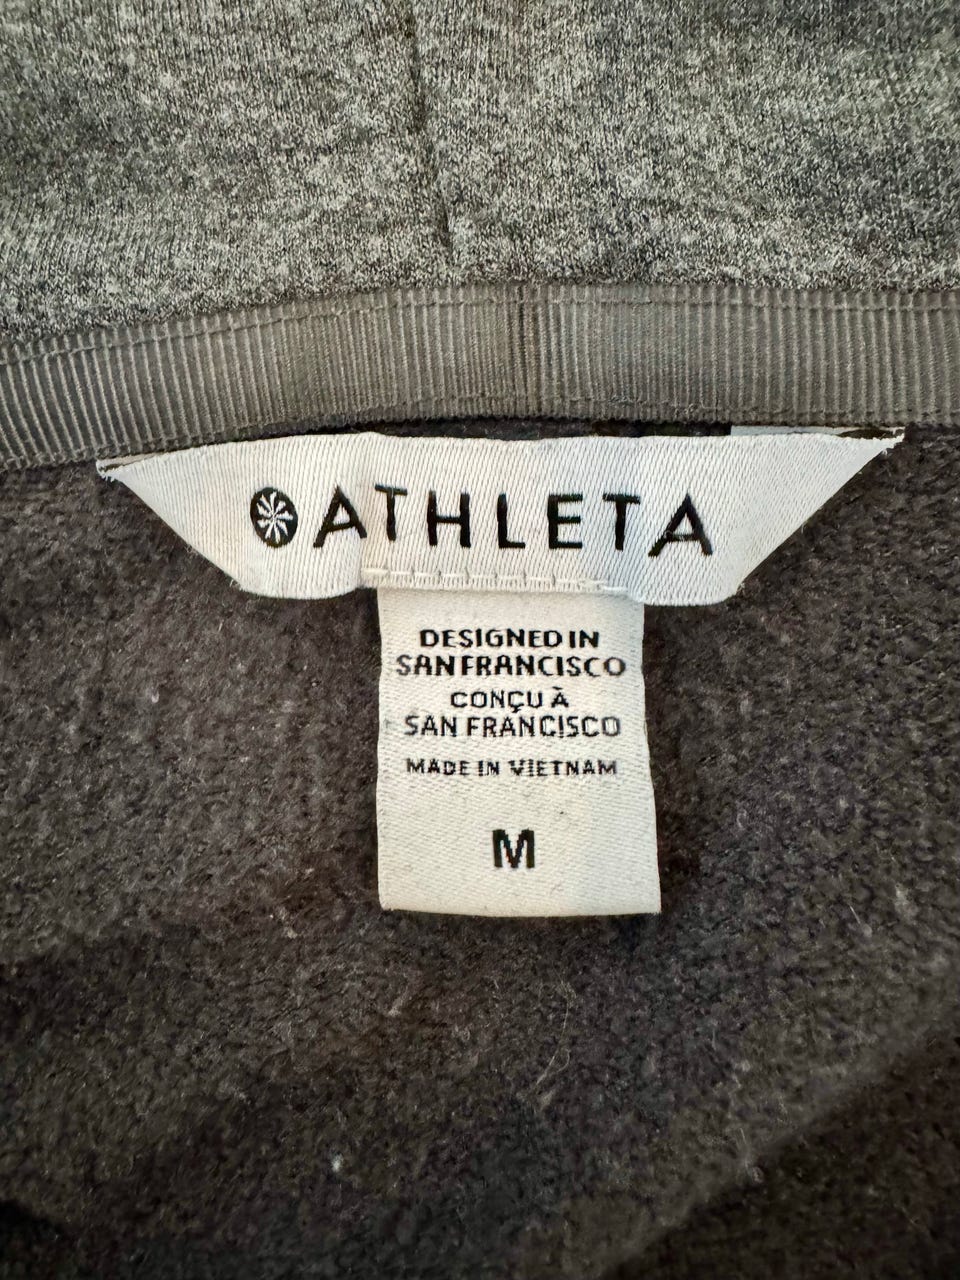 ATHLETA
DESIGNED IN
SAN FRANCISCO
CONÇU À
SAN FRANCISCO
MADE IN VIETNAM
M